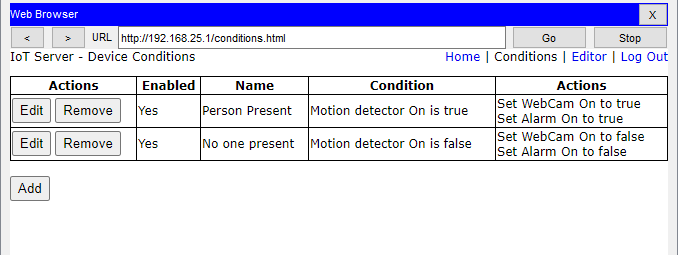 Web Browser X
< > URL http://192.168.25.1/conditions.html Go Stop
IoT Server - Device Conditions Home | Conditions | Editor | Log Out
Actions Enabled Name Condition Actions
Edit Remove Yes Person Present Motion detector On is true Set WebCam On to true
Set Alarm On to true
Edit Remove Yes No one present Motion detector On is false Set WebCam On to false
Set Alarm On to false
Add